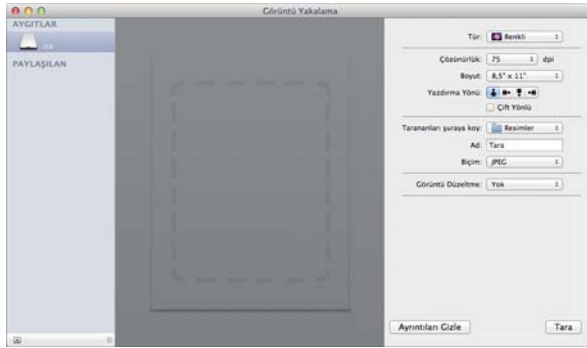 Görüntü Yakalama
AYGITLAR
PAYLAŞILAN
Tür: Renkli
Çözünürlük: 75 dpi
Boyut: 8,5" x 11"
Yazdırma Yönü:
Çift Yönlü
Tarananları şuraya koy: Resimler
Ad: Tara
Biçim: JPEG
Görüntü Düzeltme: Yok
Ayrıntıları Gizle
Tara